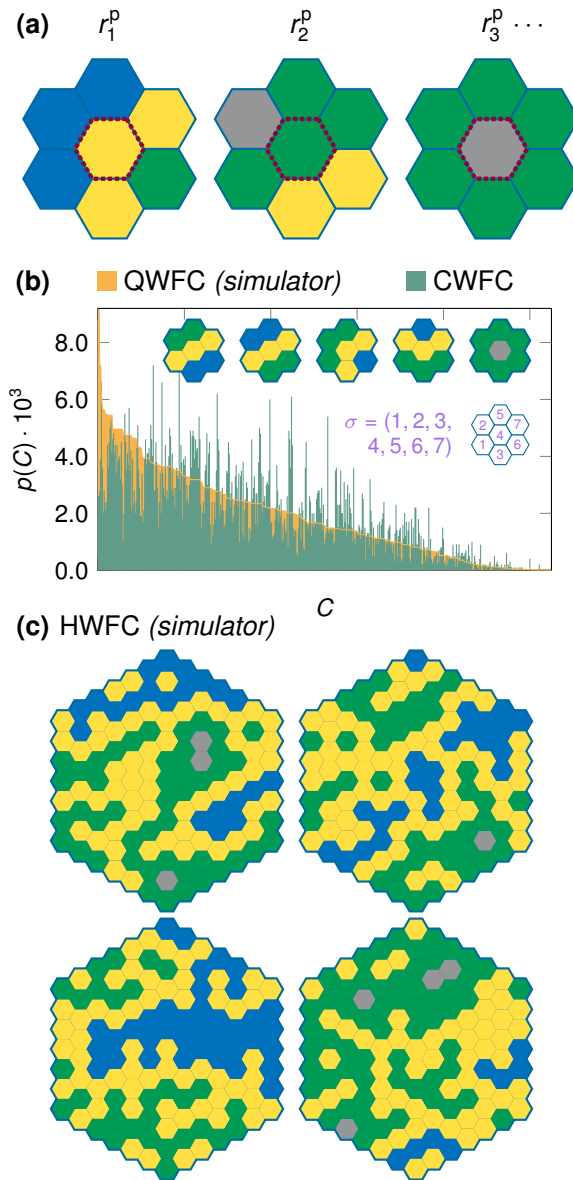 (a) r₁ᵖ r₂ᵖ r₃ᵖ ···
(b) QWFC (simulator) CWFC
8.0
6.0
4.0
2.0
0.0
p(C) · 10³
σ = (1, 2, 3,
4, 5, 6, 7)
5
2 7
4
1 6
3
C
(c) HWFC (simulator)